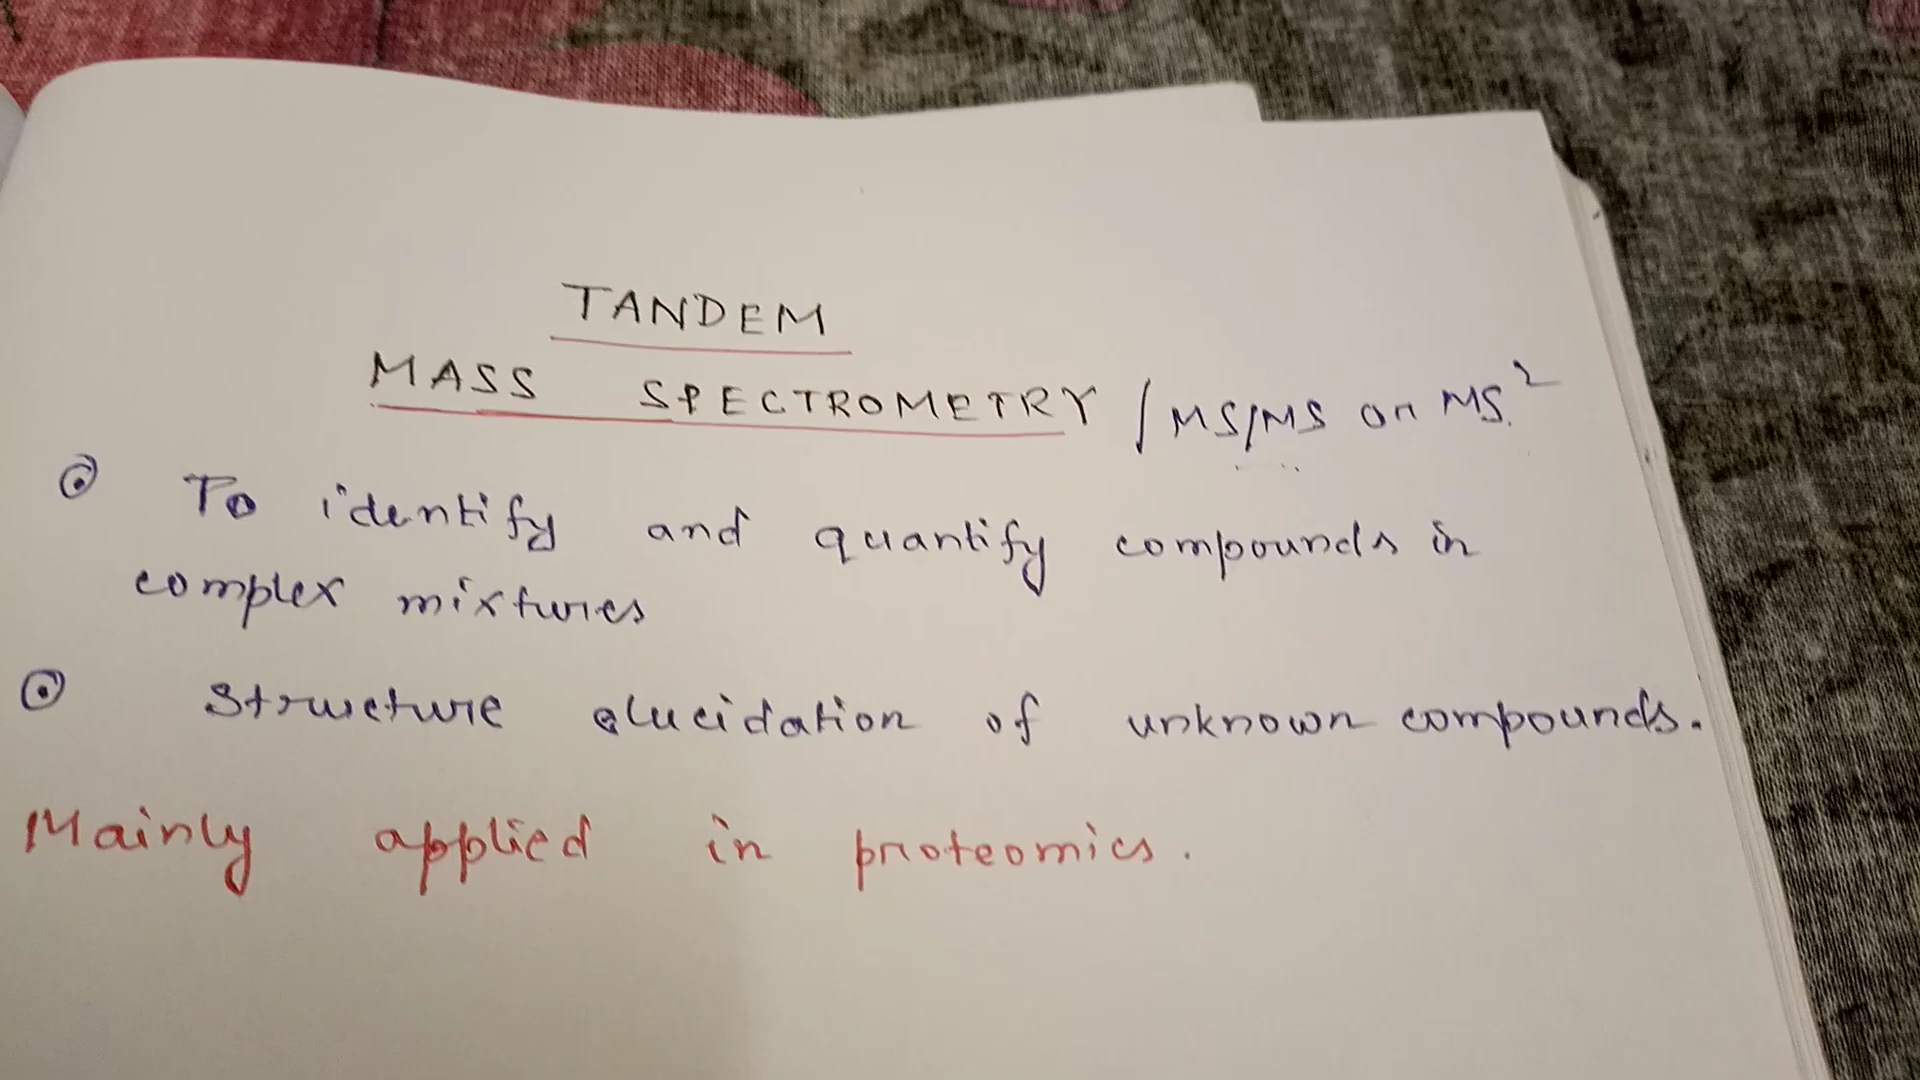 TANDEM
MASS SPECTROMETRY / MS/MS or MS²
To identify and quantify compounds in
complex mixtures
Structure elucidation of unknown compounds.
Mainly applied in proteomics.